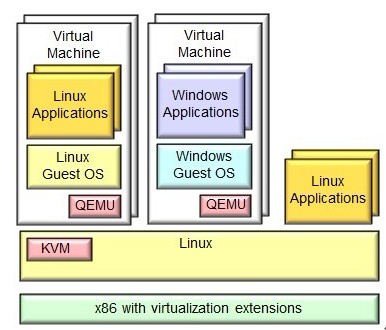 Virtual
Machine
Linux
Applications
Linux
Guest OS
QEMU
Virtual
Machine
Windows
Applications
Windows
Guest OS
QEMU
Linux
Applications
KVM
Linux
x86 with virtualization extensions